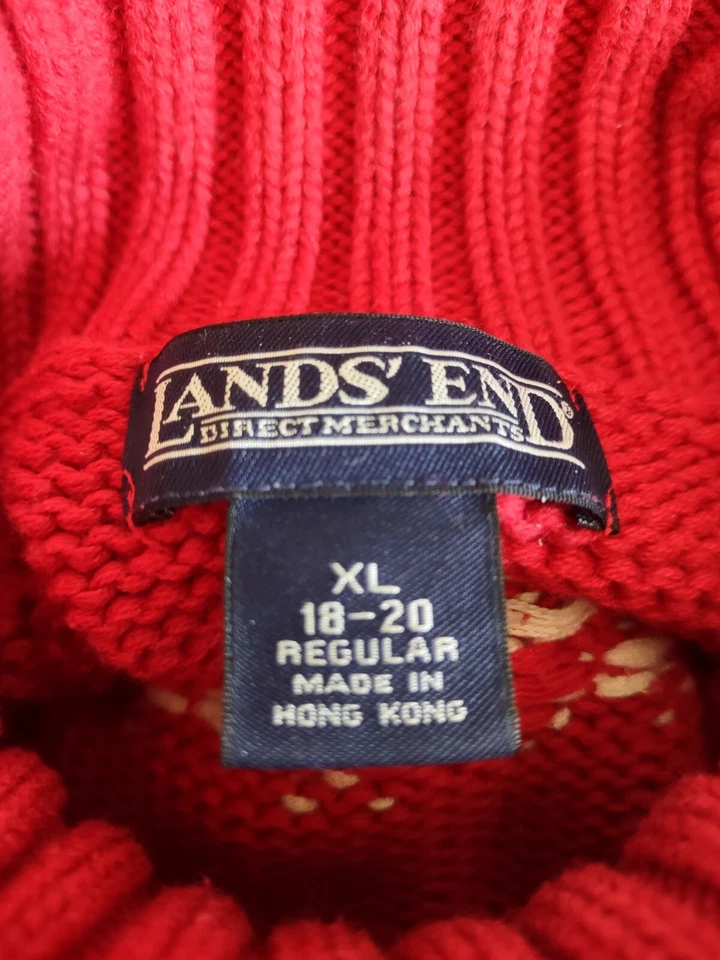 LANDS' END®
DIRECT MERCHANTS
XL
18-20
REGULAR
MADE IN
HONG KONG